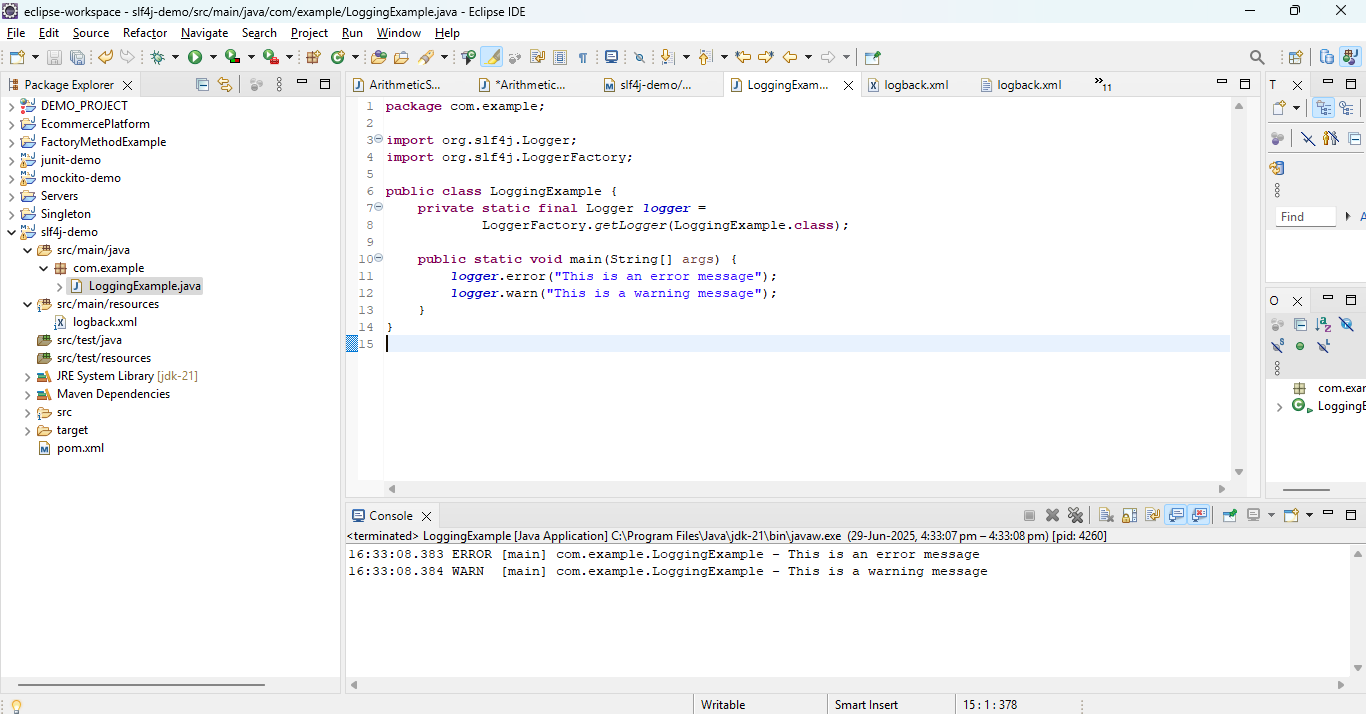 eclipse-workspace - slf4j-demo/src/main/java/com/example/LoggingExample.java - Eclipse IDE
File Edit Source Refactor Navigate Search Project Run Window Help
Package Explorer
DEMO_PROJECT
EcommercePlatform
FactoryMethodExample
junit-demo
mockito-demo
Servers
Singleton
slf4j-demo
src/main/java
com.example
LoggingExample.java
src/main/resources
logback.xml
src/test/java
src/test/resources
JRE System Library [jdk-21]
Maven Dependencies
src
target
pom.xml
ArithmeticS... *Arithmetic... slf4j-demo/... LoggingExam... logback.xml logback.xml »11
1 package com.example;
2
3 import org.slf4j.Logger;
4 import org.slf4j.LoggerFactory;
5
6 public class LoggingExample {
7     private static final Logger logger =
8             LoggerFactory.getLogger(LoggingExample.class);
9
10     public static void main(String[] args) {
11         logger.error("This is an error message");
12         logger.warn("This is a warning message");
13     }
14 }
15
T
Find
A
O
com.exar
LoggingE
Console
<terminated> LoggingExample [Java Application] C:\Program Files\Java\jdk-21\bin\javaw.exe (29-Jun-2025, 4:33:07 pm – 4:33:08 pm) [pid: 4260]
16:33:08.383 ERROR [main] com.example.LoggingExample - This is an error message
16:33:08.384 WARN  [main] com.example.LoggingExample - This is a warning message
Writable Smart Insert 15 : 1 : 378